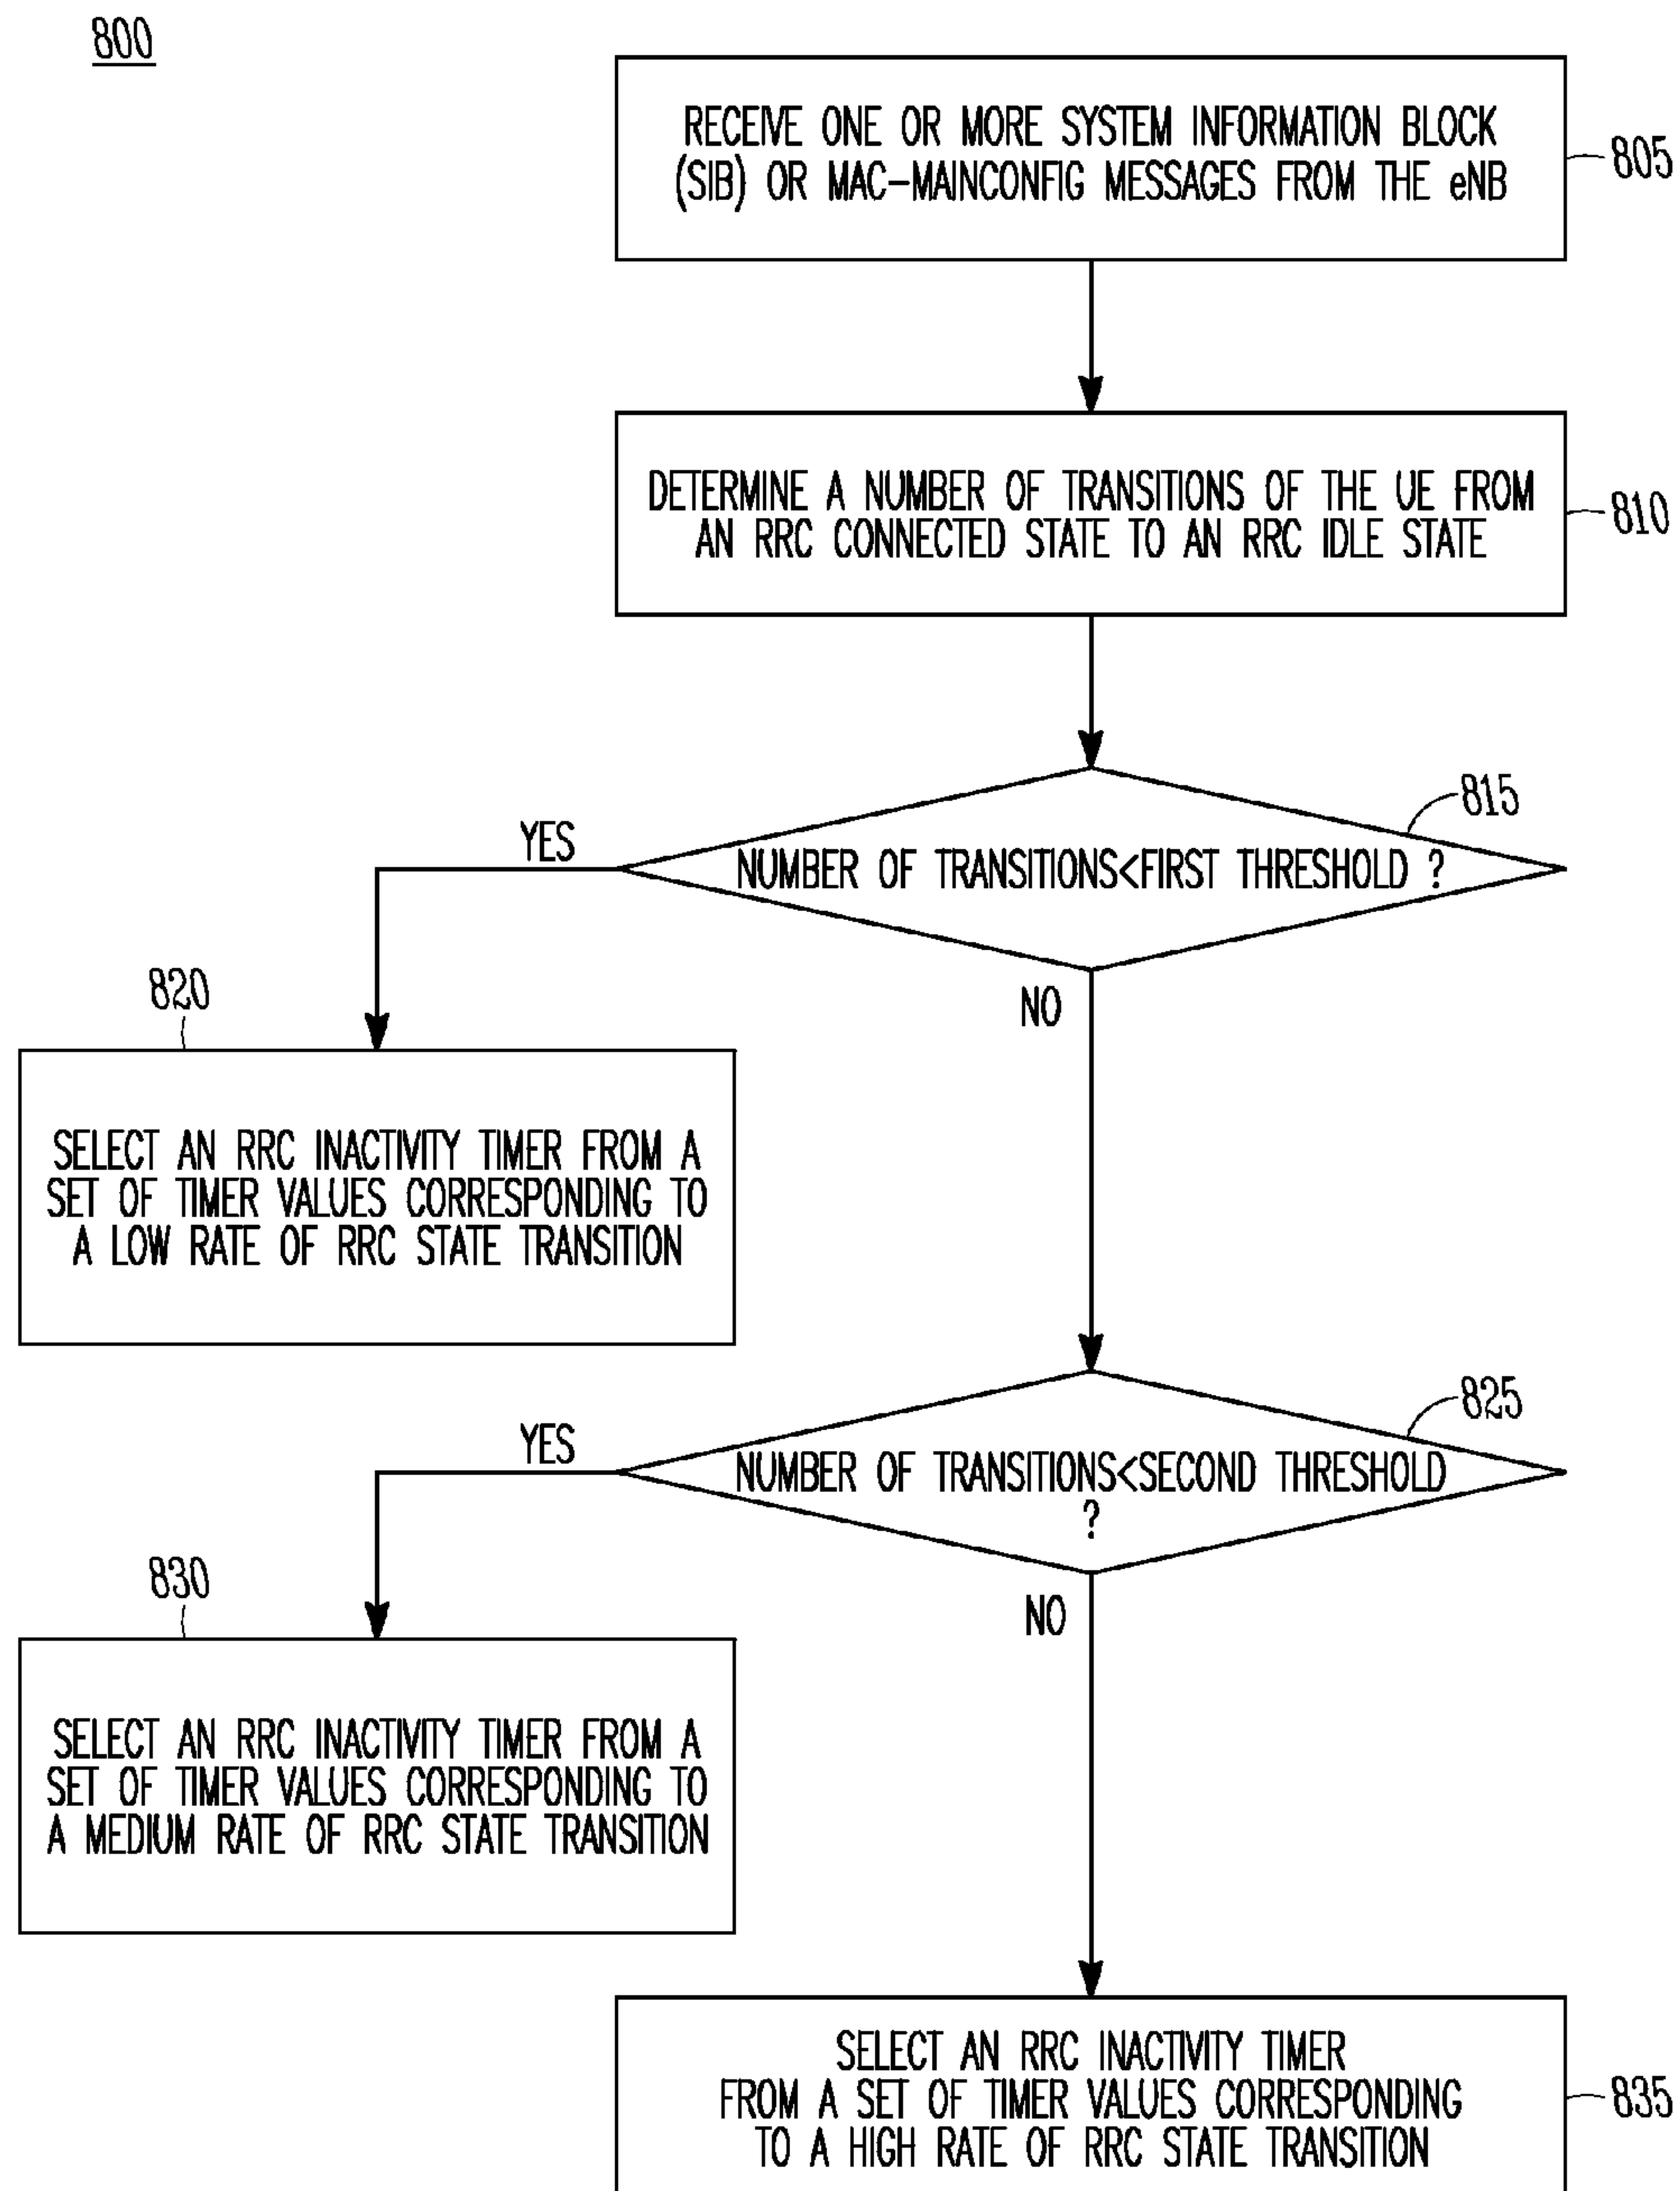 800
RECEIVE ONE OR MORE SYSTEM INFORMATION BLOCK
(SIB) OR MAC-MAINCONFIG MESSAGES FROM THE eNB
805
DETERMINE A NUMBER OF TRANSITIONS OF THE UE FROM
AN RRC CONNECTED STATE TO AN RRC IDLE STATE
810
815
YES
NUMBER OF TRANSITIONS<FIRST THRESHOLD ?
820
NO
SELECT AN RRC INACTIVITY TIMER FROM A
SET OF TIMER VALUES CORRESPONDING TO
A LOW RATE OF RRC STATE TRANSITION
825
YES
NUMBER OF TRANSITIONS<SECOND THRESHOLD
?
830
NO
SELECT AN RRC INACTIVITY TIMER FROM A
SET OF TIMER VALUES CORRESPONDING TO
A MEDIUM RATE OF RRC STATE TRANSITION
SELECT AN RRC INACTIVITY TIMER
FROM A SET OF TIMER VALUES CORRESPONDING
TO A HIGH RATE OF RRC STATE TRANSITION
835